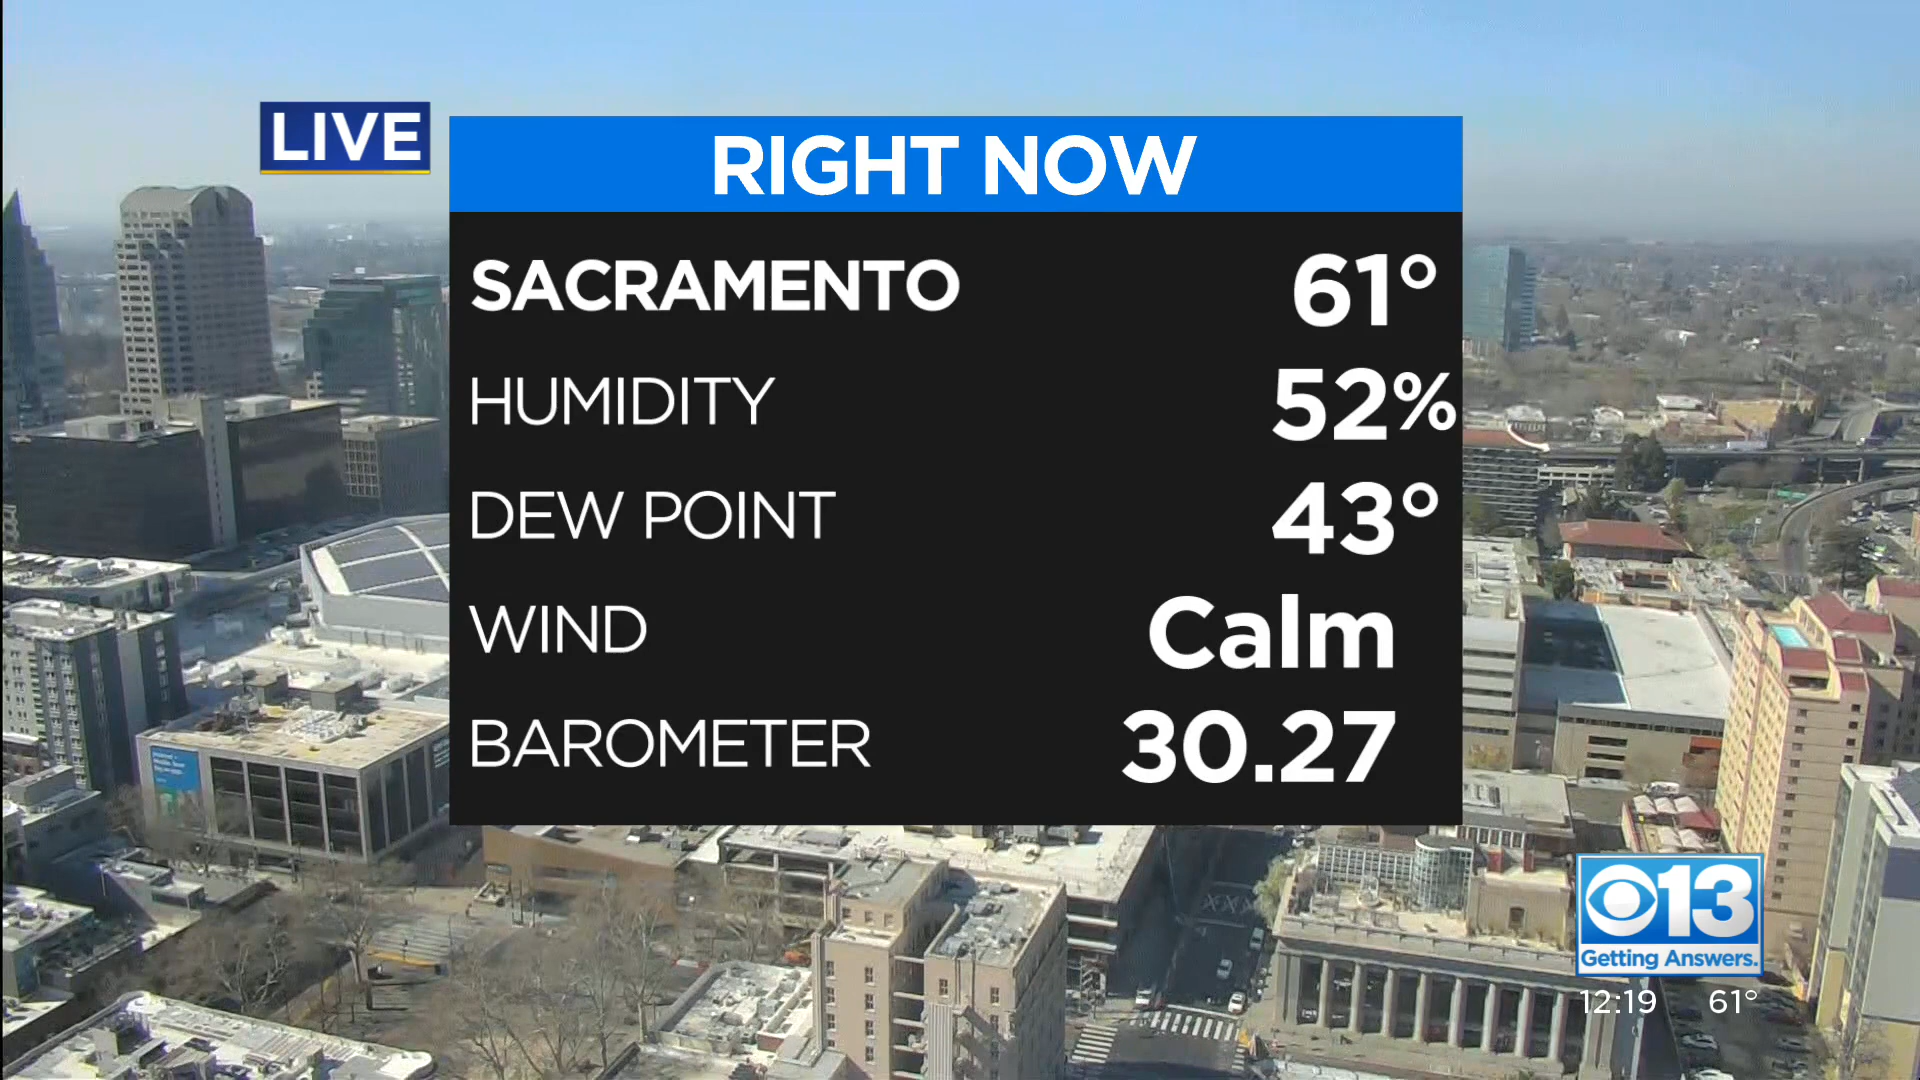 LIVE
RIGHT NOW
SACRAMENTO 61°
HUMIDITY 52%
DEW POINT 43°
WIND Calm
BAROMETER 30.27
13
Getting Answers.
12:19 61°